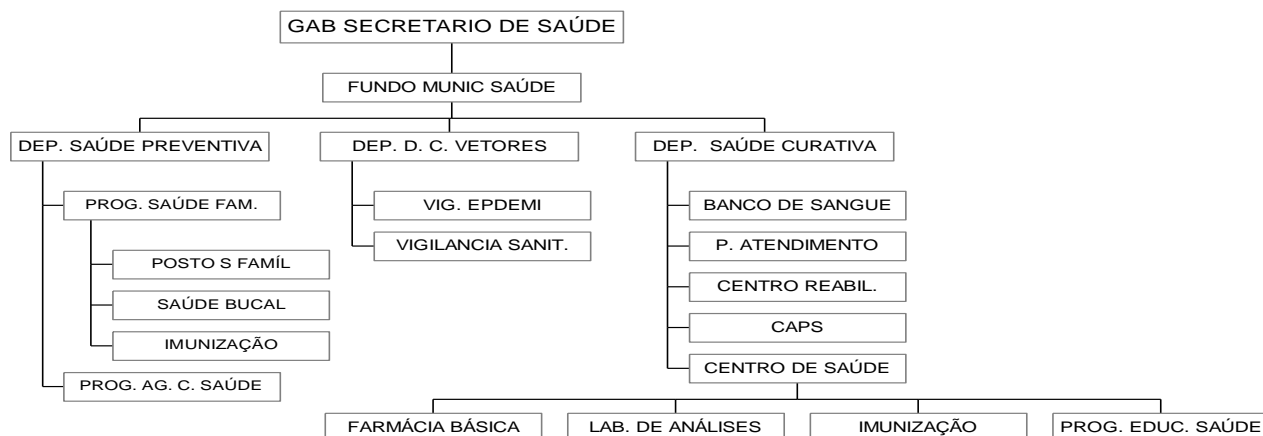 GAB SECRETARIO DE SAÚDE
FUNDO MUNIC SAÚDE
DEP. SAÚDE PREVENTIVA
DEP. D. C. VETORES
DEP. SAÚDE CURATIVA
PROG. SAÚDE FAM.
VIG. EPDEMI
BANCO DE SANGUE
VIGILANCIA SANIT.
P. ATENDIMENTO
POSTO S FAMÍL
CENTRO REABIL.
SAÚDE BUCAL
CAPS
IMUNIZAÇÃO
CENTRO DE SAÚDE
PROG. AG. C. SAÚDE
FARMÁCIA BÁSICA
LAB. DE ANÁLISES
IMUNIZAÇÃO
PROG. EDUC. SAÚDE